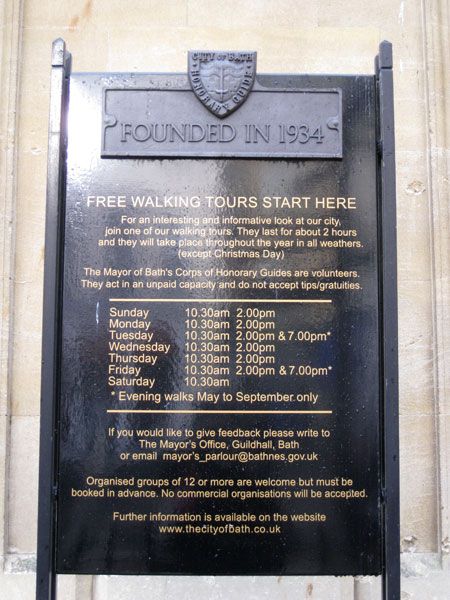 CITY OF BATH
HONORARY GUIDE
FOUNDED IN 1934
FREE WALKING TOURS START HERE
For an interesting and informative look at our city,
join one of our walking tours. They last for about 2 hours
and they will take place throughout the year in all weathers.
(except Christmas Day)
The Mayor of Bath's Corps of Honorary Guides are volunteers.
They act in an unpaid capacity and do not accept tips/gratuities.
Sunday 10.30am 2.00pm
Monday 10.30am 2.00pm
Tuesday 10.30am 2.00pm & 7.00pm*
Wednesday 10.30am 2.00pm
Thursday 10.30am 2.00pm
Friday 10.30am 2.00pm & 7.00pm*
Saturday 10.30am
* Evening walks May to September only
If you would like to give feedback please write to
The Mayor's Office, Guildhall, Bath
or email mayor's_parlour@bathnes.gov.uk
Organised groups of 12 or more are welcome but must be
booked in advance. No commercial organisations will be accepted.
Further information is available on the website
www.thecityofbath.co.uk